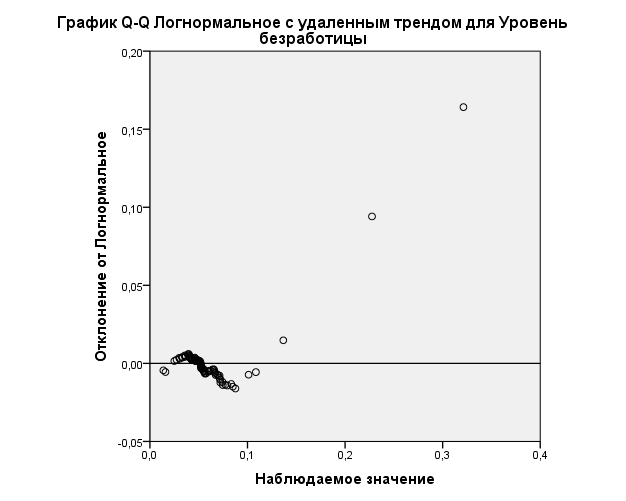 График Q-Q Логнормальное с удаленным трендом для Уровень
безработицы
Отклонение от Логнормальное
0,20
0,15
0,10
0,05
0,00
-0,05
0,0
0,1
0,2
0,3
0,4
Наблюдаемое значение